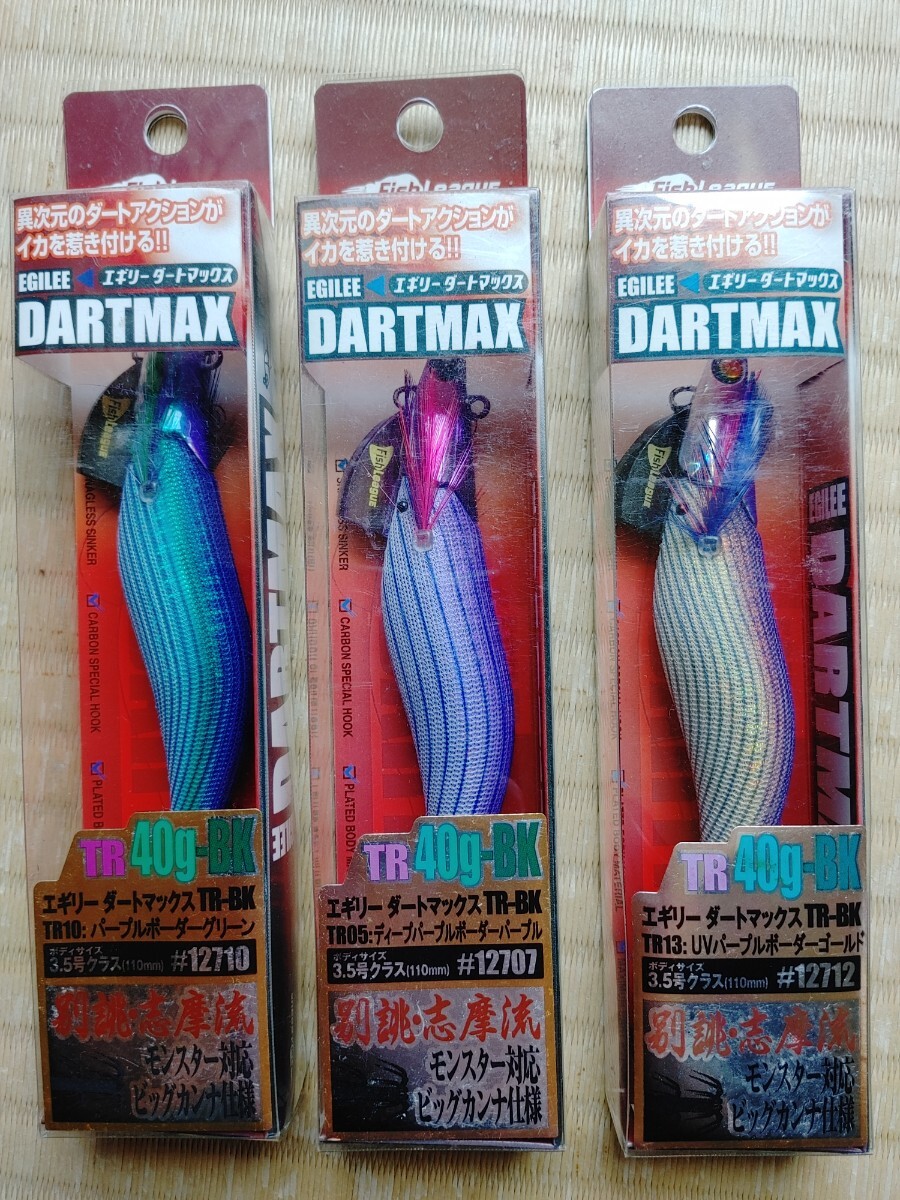 FishLeague
異次元のダートアクションが
イカを惹き付ける!!
EGILEE エギリーダートマックス
DARTMAX
FishLeague
SNAGLESS SINKER
CARBON SPECIAL HOOK
PLATED BODY
TR 40g-BK
エギリー ダートマックス TR-BK
TR10: パープルボーダーグリーン
ボディサイズ
3.5号クラス(110mm) #12710
別誂・志摩流
モンスター対応
ビッグカンナ仕様
FishLeague
異次元のダートアクションが
イカを惹き付ける!!
EGILEE エギリーダートマックス
DARTMAX
FishLeague
CARBON SPECIAL HOOK
PLATED BODY
TR 40g-BK
エギリー ダートマックス TR-BK
TR05:ディープパープルボーダーパープル
ボディサイズ
3.5号クラス(110mm) #12707
別誂・志摩流
モンスター対応
ビッグカンナ仕様
FishLeague
異次元のダートアクションが
イカを惹き付ける!!
EGILEE エギリーダートマックス
DARTMAX
FishLeague
EGILEE
PLATED BODY MATERIAL
TR 40g-BK
エギリー ダートマックス TR-BK
TR13: UVパープルボーダーゴールド
ボディサイズ
3.5号クラス(110mm) #12712
別誂・志摩流
モンスター対応
ビッグカンナ仕様